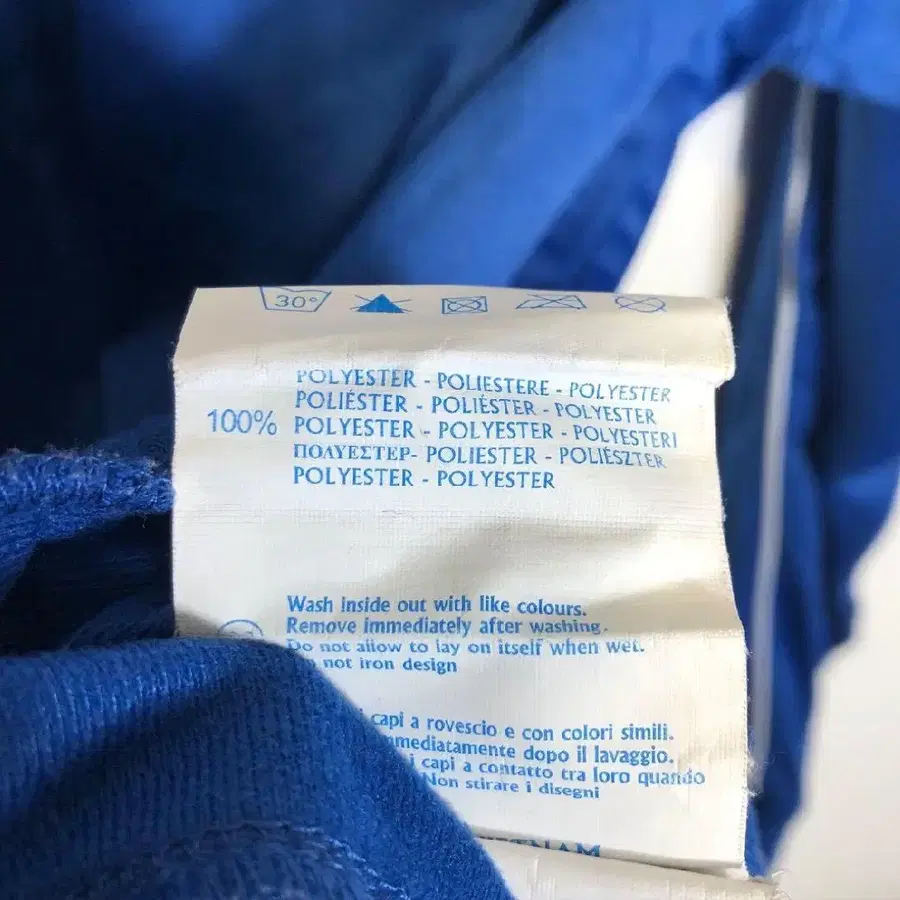 30°
POLYESTER - POLIESTERE - POLYESTER
POLIÉSTER - POLIÉSTER - POLYESTER
100% POLYESTER - POLYESTER - POLYESTERI
ΠΟΛΥΕΣΤΕΡ- POLIESTER - POLIÉSZTER
POLYESTER - POLYESTER
Wash inside out with like colours.
Remove immediately after washing.
Do not allow to lay on itself when wet.
not iron design
capi a rovescio e con colori simili.
dopo il lavaggio.
capi a contatto tra loro quando
Non stirare i disegni